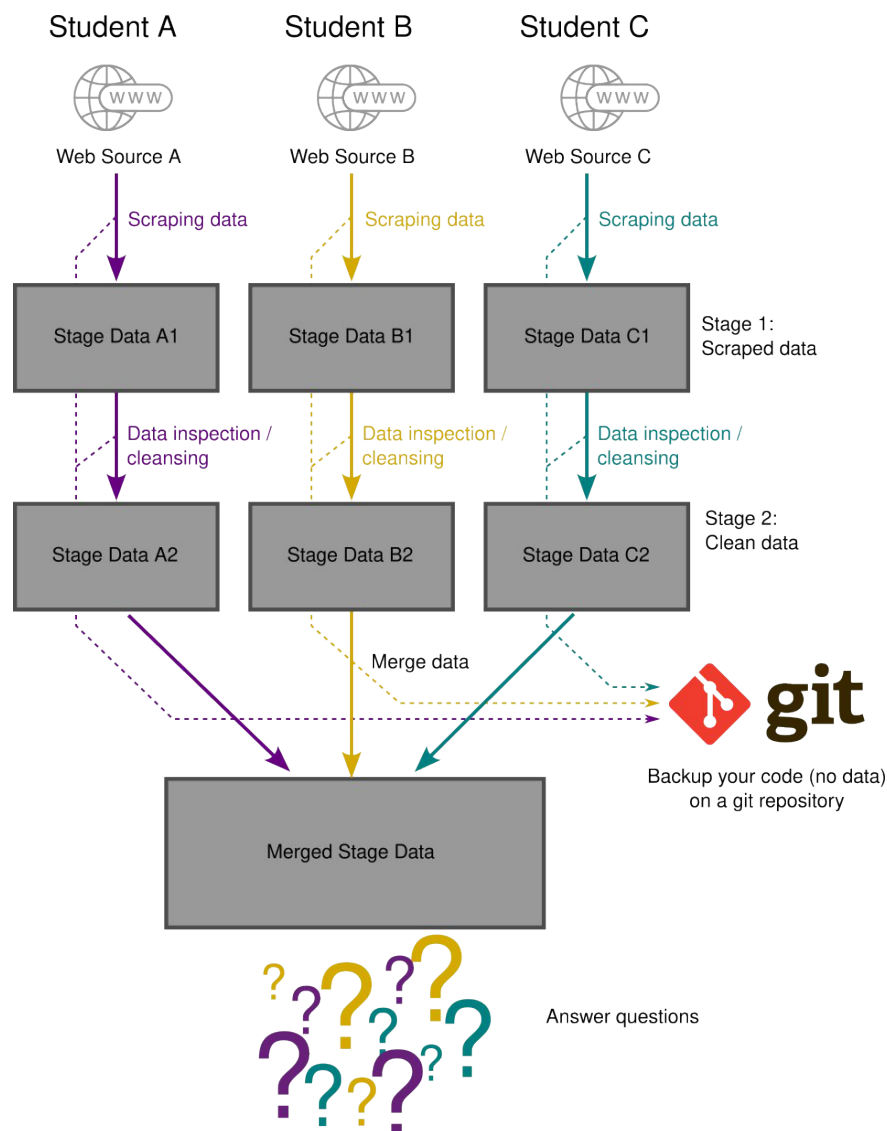 Student A
Student B
Student C
www
www
www
Web Source A
Web Source B
Web Source C
Scraping data
Scraping data
Scraping data
Stage Data A1
Stage Data B1
Stage Data C1
Stage 1:
Scraped data
Data inspection /
cleansing
Data inspection /
cleansing
Data inspection /
cleansing
Stage Data A2
Stage Data B2
Stage Data C2
Stage 2:
Clean data
Merge data
git
Backup your code (no data)
on a git repository
Merged Stage Data
? ? ? ? ? ? ? ? ? ? ? ? ?
Answer questions